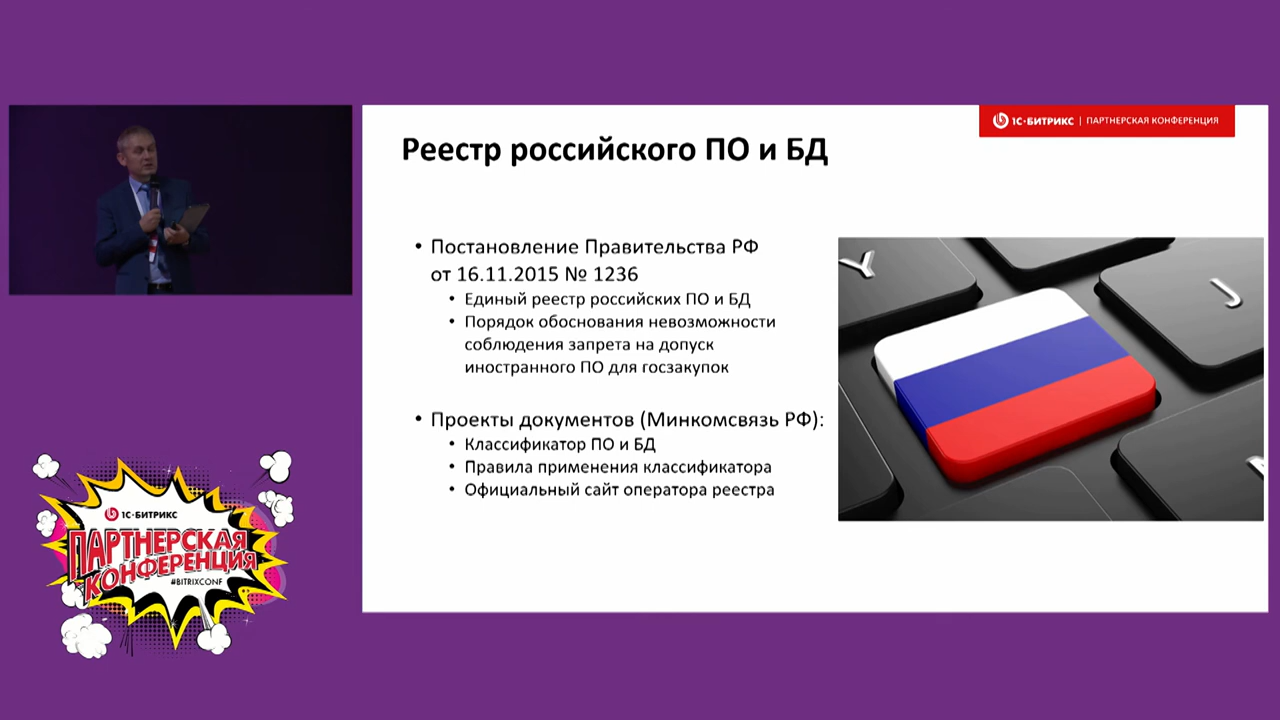 1С-БИТРИКС | ПАРТНЕРСКАЯ КОНФЕРЕНЦИЯ
Реестр российского ПО и БД
• Постановление Правительства РФ
от 16.11.2015 № 1236
• Единый реестр российских ПО и БД
• Порядок обоснования невозможности
соблюдения запрета на допуск
иностранного ПО для госзакупок
• Проекты документов (Минкомсвязь РФ):
• Классификатор ПО и БД
• Правила применения классификатора
• Официальный сайт оператора реестра
Y
J
1С-БИТРИКС
ПАРТНЕРСКАЯ
КОНФЕРЕНЦИЯ
#BITRIXCONF